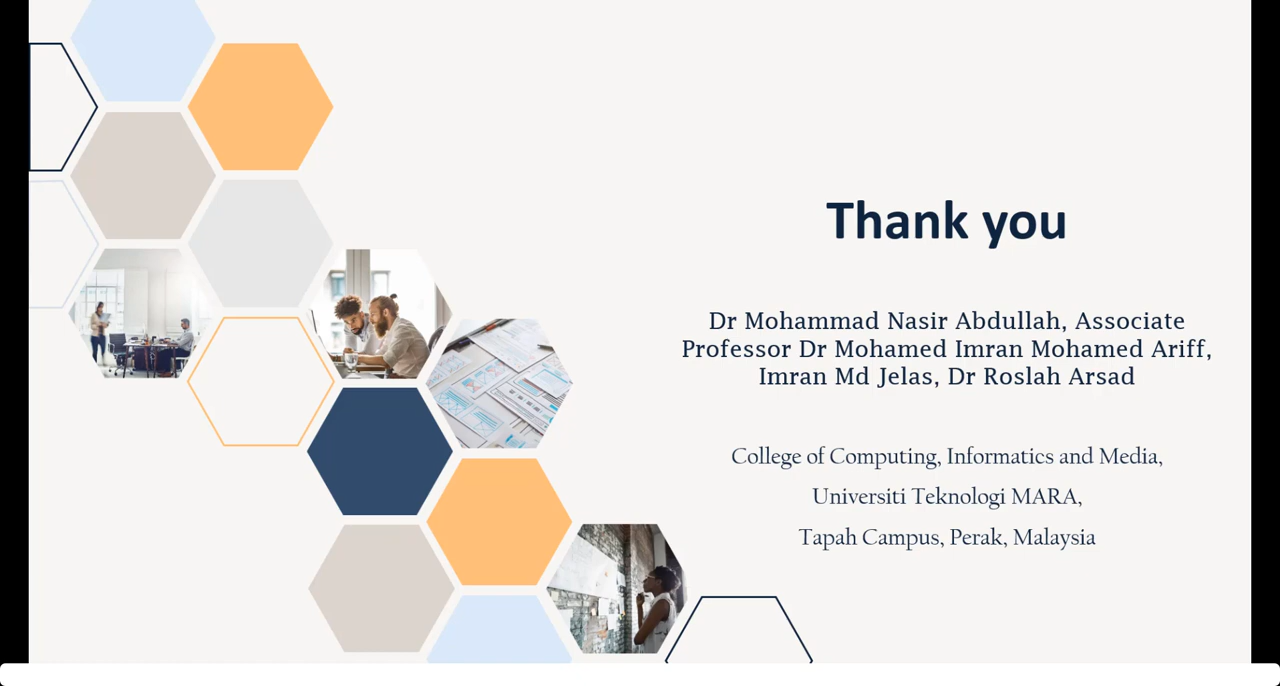 Thank you
Dr Mohammad Nasir Abdullah, Associate
Professor Dr Mohamed Imran Mohamed Ariff,
Imran Md Jelas, Dr Roslah Arsad
College of Computing, Informatics and Media,
Universiti Teknologi MARA,
Tapah Campus, Perak, Malaysia